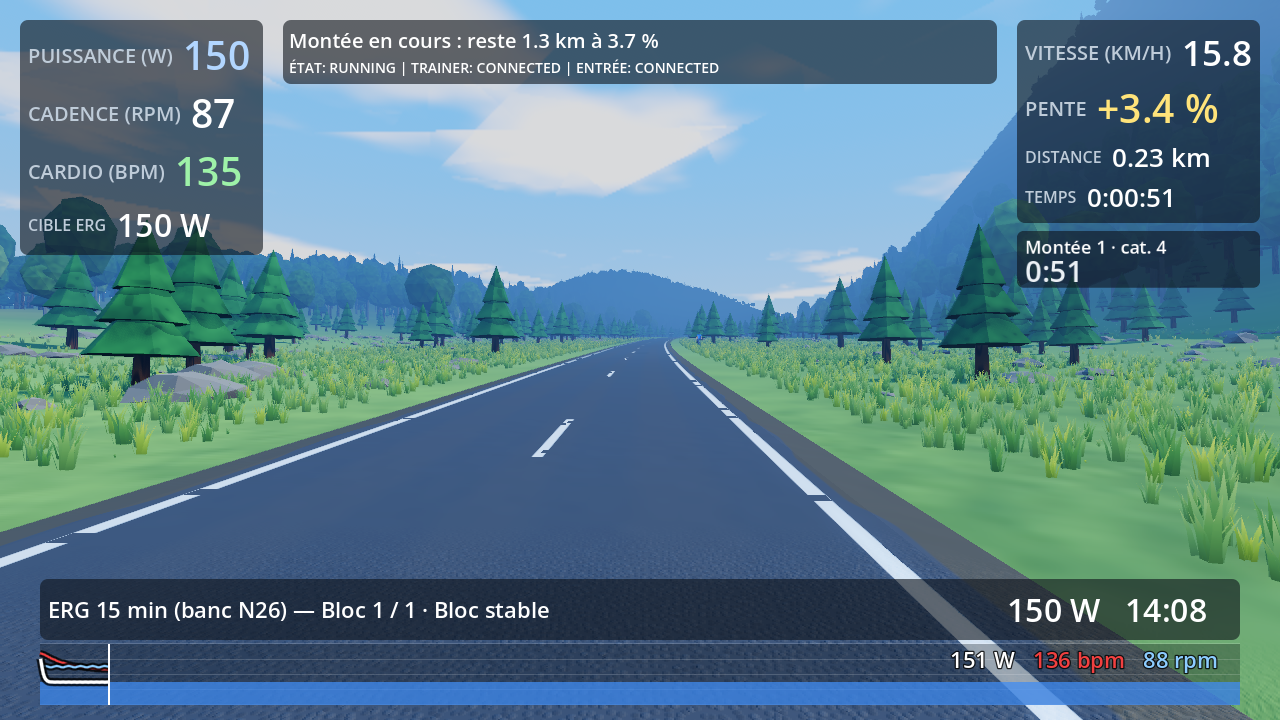 PUISSANCE (W) 150
CADENCE (RPM) 87
CARDIO (BPM) 135
CIBLE ERG 150 W
Montée en cours : reste 1.3 km à 3.7 %
ÉTAT: RUNNING | TRAINER: CONNECTED | ENTRÉE: CONNECTED
VITESSE (KM/H) 15.8
PENTE +3.4 %
DISTANCE 0.23 km
TEMPS 0:00:51
Montée 1 · cat. 4
0:51
ERG 15 min (banc N26) — Bloc 1 / 1 · Bloc stable 150 W 14:08
151 W 136 bpm 88 rpm